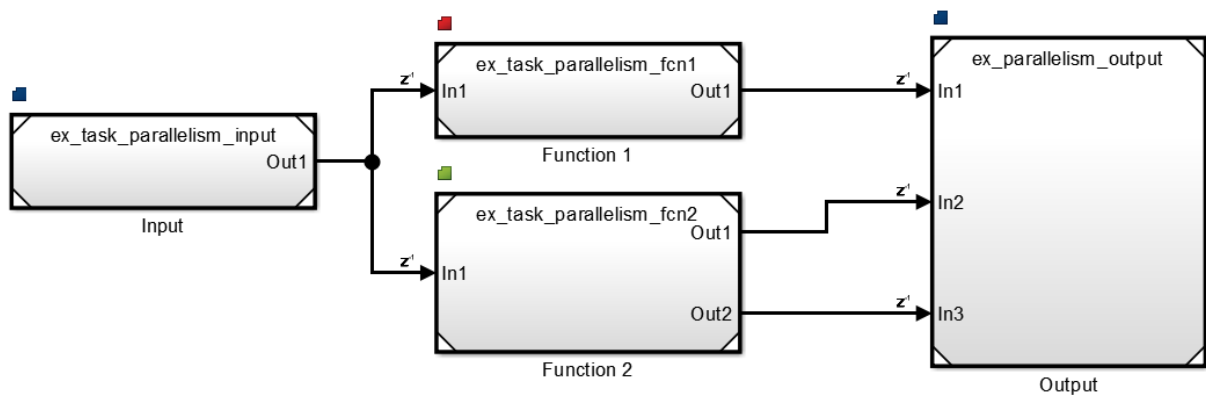 ex_task_parallelism_input
Out1
Input
z⁻¹
In1
ex_task_parallelism_fcn1
Out1
Function 1
z⁻¹
In1
ex_task_parallelism_fcn2
Out1
Out2
Function 2
z⁻¹
In1
z⁻¹
In2
z⁻¹
In3
ex_parallelism_output
Output